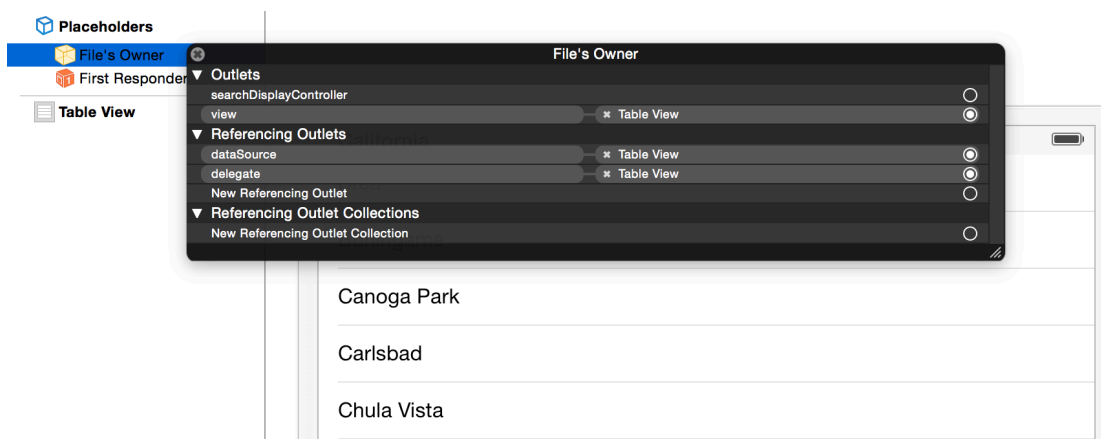 Placeholders
File's Owner
First Responder
Table View
File's Owner
Outlets
searchDisplayController
view
Table View
Referencing Outlets
dataSource
Table View
delegate
Table View
New Referencing Outlet
Referencing Outlet Collections
New Referencing Outlet Collection
Canoga Park
Carlsbad
Chula Vista